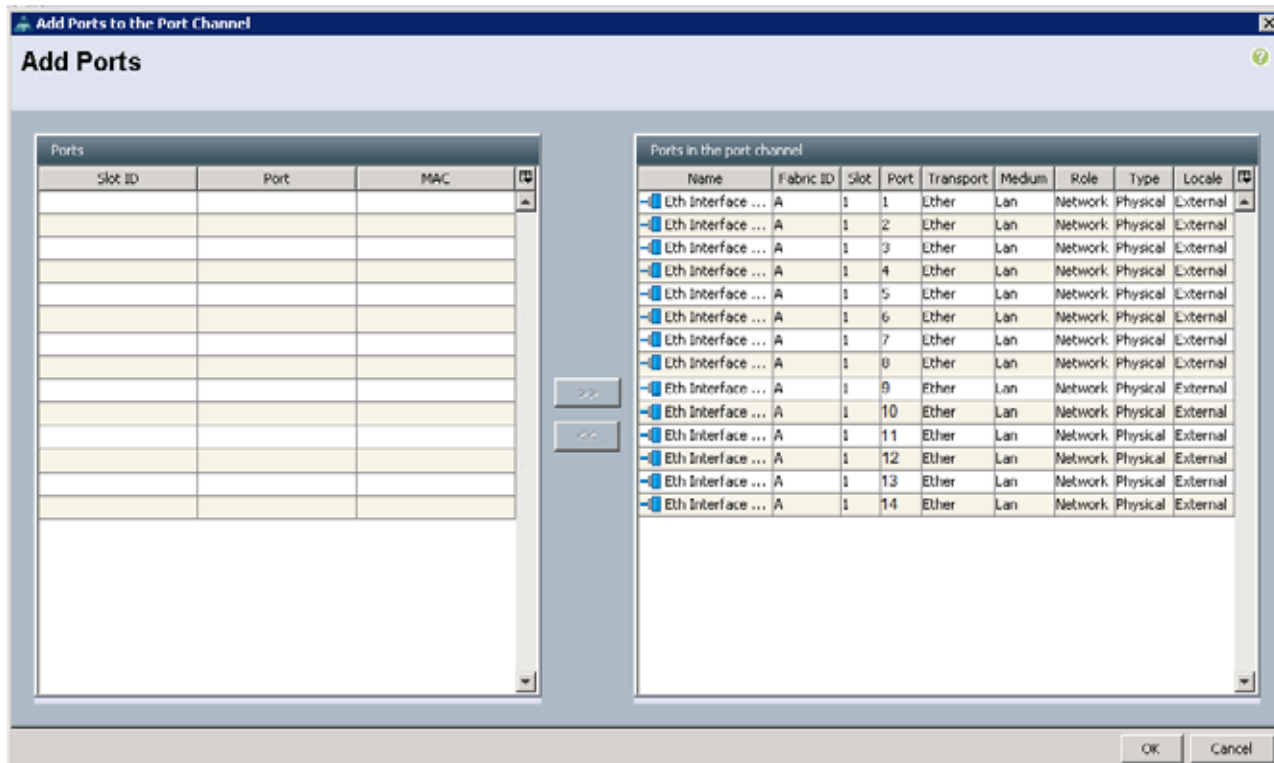 Add Ports to the Port Channel
Add Ports
Ports
Slot ID Port MAC
Ports in the port channel
Name Fabric ID Slot Port Transport Medium Role Type Locale
Eth Interface ... A 1 1 Ether Lan Network Physical External
Eth Interface ... A 1 2 Ether Lan Network Physical External
Eth Interface ... A 1 3 Ether Lan Network Physical External
Eth Interface ... A 1 4 Ether Lan Network Physical External
Eth Interface ... A 1 5 Ether Lan Network Physical External
Eth Interface ... A 1 6 Ether Lan Network Physical External
Eth Interface ... A 1 7 Ether Lan Network Physical External
Eth Interface ... A 1 8 Ether Lan Network Physical External
Eth Interface ... A 1 9 Ether Lan Network Physical External
Eth Interface ... A 1 10 Ether Lan Network Physical External
Eth Interface ... A 1 11 Ether Lan Network Physical External
Eth Interface ... A 1 12 Ether Lan Network Physical External
Eth Interface ... A 1 13 Ether Lan Network Physical External
Eth Interface ... A 1 14 Ether Lan Network Physical External
>>
<<
OK Cancel